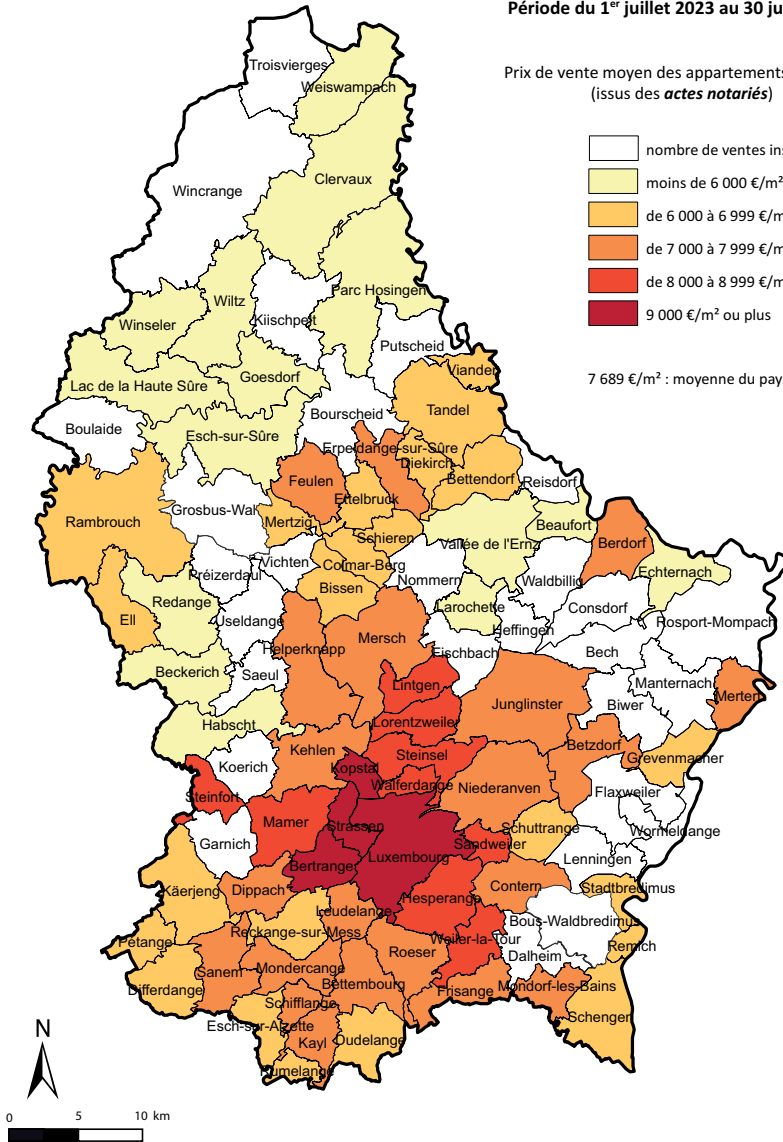 Période du 1er juillet 2023 au 30 ju
Prix de vente moyen des appartements
(issus des actes notariés)
nombre de ventes ins
moins de 6 000 €/m²
de 6 000 à 6 999 €/m
de 7 000 à 7 999 €/m
de 8 000 à 8 999 €/m
9 000 €/m² ou plus
7 689 €/m² : moyenne du pay
Troisvierges
Weiswampach
Clervaux
Wincrange
Parc Hosingen
Wiltz
Kiischpelt
Winseler
Putscheid
Goesdorf
Viander
Lac de la Haute Sûre
Tandel
Bourscheid
Boulaide
Esch-sur-Sûre
Erpeldange-sur-Sûre
Diekirch
Feulen
Bettendorf
Reisdorf
Ettelbruck
Grosbus-Wal
Rambrouch
Mertzig
Beaufort
Schieren
Vallée de l'Ernz
Berdorf
Vichten
Colmar-Berg
Préizerdaul
Nommern
Waldbillig
Echternach
Bissen
Redange
Larochette
Consdorf
Ell
Useldange
Heffingen
Rosport-Mompach
Mersch
Helperknapp
Eischbach
Bech
Beckerich
Saeul
Lintgen
Manternach
Merten
Junglinster
Biwer
Habscht
Lorentzweiler
Kehlen
Steinsel
Betzdorf
Grevenmacher
Koerich
Kopstal
Walferdange
Niederanven
Flaxweiler
Steinfort
Mamer
Strassen
Schuttrange
Wormeldange
Garnich
Sandweiler
Luxembourg
Lenningen
Bertrange
Käerjeng
Dippach
Contern
Stadtbredimus
Hesperange
Leudelange
Bous-Waldbredimus
Reckange-sur-Mess
Weiler-la-Tour
Pétange
Roeser
Dalheim
Remich
Sanem
Mondercange
Differdange
Bettembourg
Frisange
Mondorf-les-Bains
Schifflange
Schengen
Esch-sur-Alzette
Kayl
Dudelange
Rumelange
N
0 5 10 km